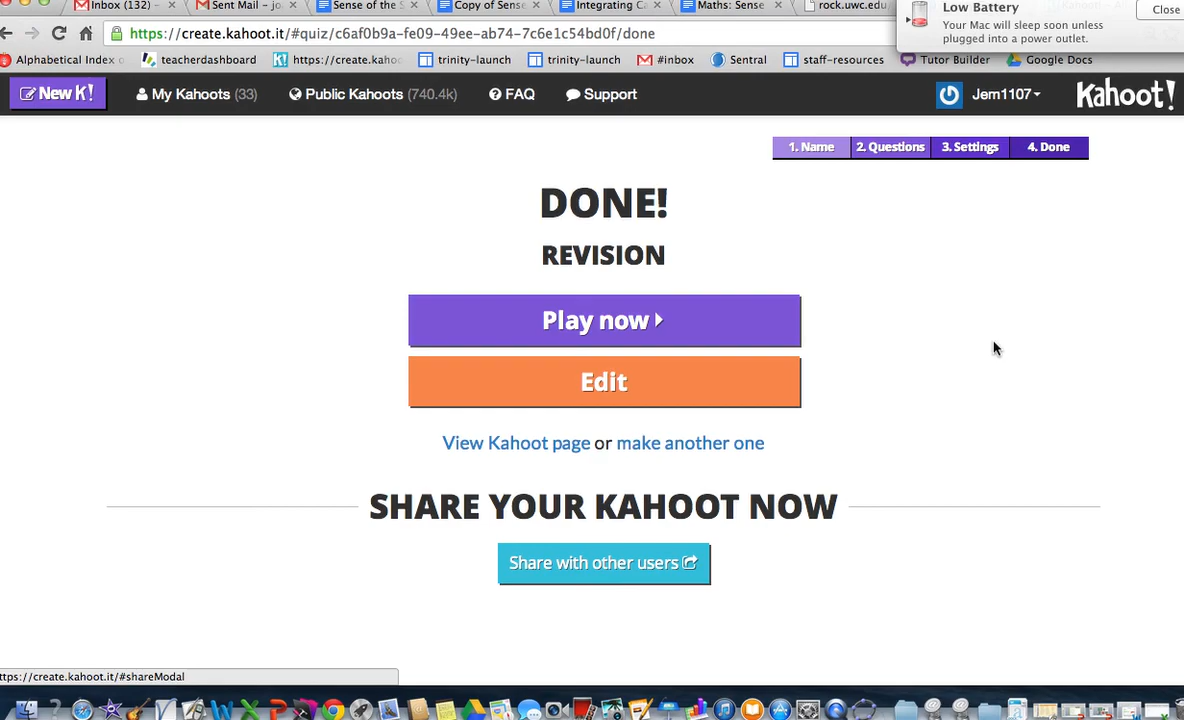 Inbox (132) -
Sent Mail – jo
Sense of the S
Copy of Sense
Integrating Ca
Maths: Sense
rock.uwc.edu
Low Battery
Your Mac will sleep soon unless
plugged into a power outlet.
Close
https://create.kahoot.it/#quiz/c6af0b9a-fe09-49ee-ab74-7c6e1c54bd0f/done
Alphabetical Index o
teacherdashboard
https://create.kaho
trinity-launch
trinity-launch
#inbox
Sentral
staff-resources
Tutor Builder
Google Docs
New K!
My Kahoots (33)
Public Kahoots (740.4k)
FAQ
Support
Jem1107
Kahoot!
1. Name
2. Questions
3. Settings
4. Done
DONE!
REVISION
Play now
Edit
View Kahoot page or make another one
SHARE YOUR KAHOOT NOW
Share with other users
ttps://create.kahoot.it/#shareModal